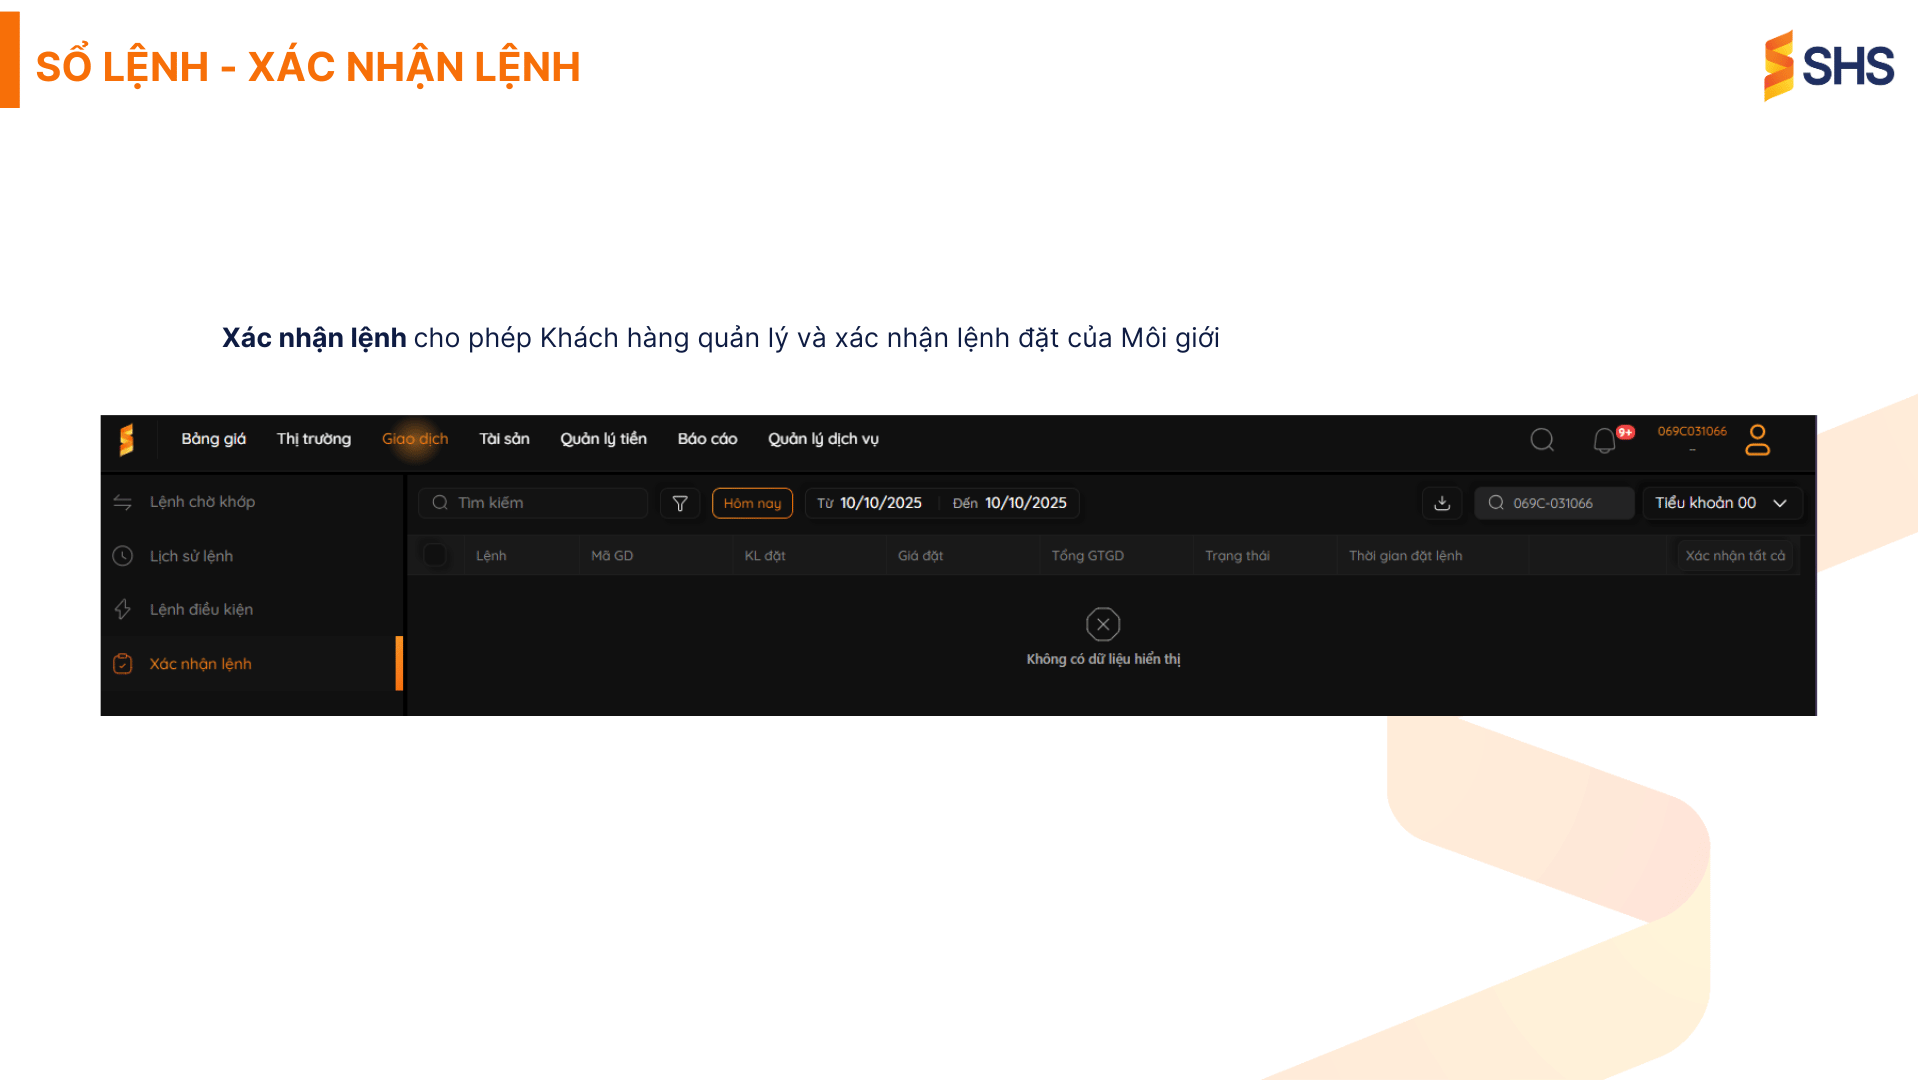 SỔ LỆNH - XÁC NHẬN LỆNH
SHS
Xác nhận lệnh cho phép Khách hàng quản lý và xác nhận lệnh đặt của Môi giới
Bảng giá Thị trường Giao dịch Tài sản Quản lý tiền Báo cáo Quản lý dịch vụ 9+ 069C031066
--
Lệnh chờ khớp
Lịch sử lệnh
Lệnh điều kiện
Xác nhận lệnh
Tìm kiếm Hôm nay Từ 10/10/2025 Đến 10/10/2025 069C-031066 Tiểu khoản 00
Lệnh Mã GD KL đặt Giá đặt Tổng GTGD Trạng thái Thời gian đặt lệnh Xác nhận tất cả
Không có dữ liệu hiển thị